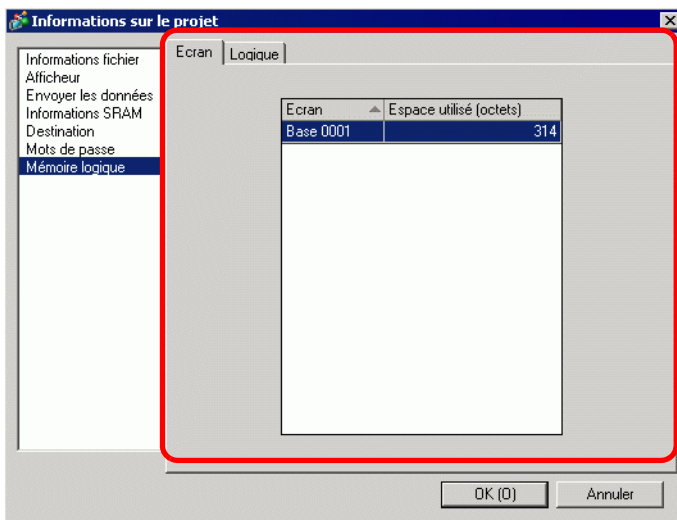 Informations sur le projet
Informations fichier
Afficheur
Envoyer les données
Informations SRAM
Destination
Mots de passe
Mémoire logique
Ecran Logique
Ecran Espace utilisé (octets)
Base 0001 314
OK (O) Annuler